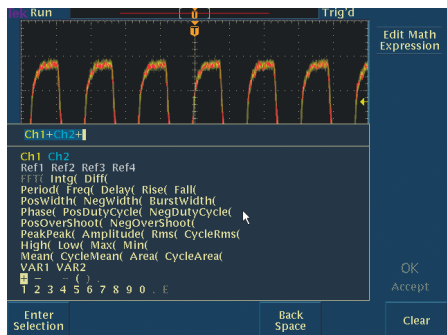 Tek Run Trig'd
T
T
Edit Math
Expression
Ch1+Ch2+
Ch1 Ch2
Ref1 Ref2 Ref3 Ref4
FFT( Intg( Diff(
Period( Freq( Delay( Rise( Fall(
PosWidth( NegWidth( BurstWidth(
Phase( PosDutyCycle( NegDutyCycle(
PosOverShoot( NegOverShoot(
PeakPeak( Amplitude( Rms( CycleRms(
High( Low( Max( Min(
Mean( CycleMean( Area( CycleArea(
VAR1 VAR2
+ - - ( ) .
1 2 3 4 5 6 7 8 9 0 . E
OK
Accept
Enter
Selection
Back
Space
Clear